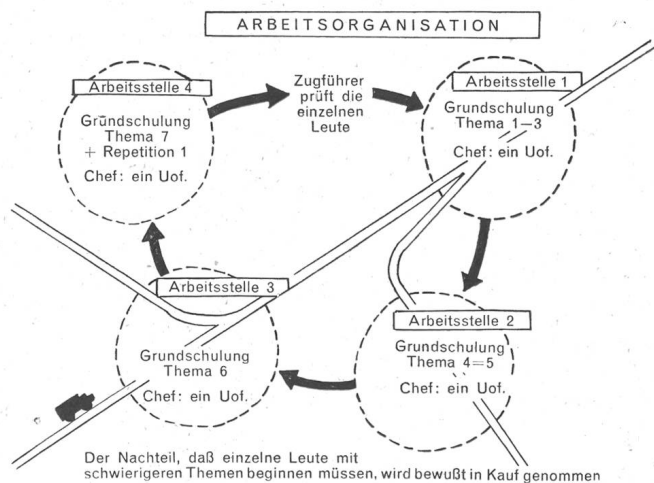 ARBEITSORGANISATION
Arbeitsstelle 4
Grundschulung
Thema 7
+ Repetition 1
Chef: ein Uof.
Zugführer
prüft die
einzelnen
Leute
Arbeitsstelle 1
Grundschulung
Thema 1–3
Chef: ein Uof.
Arbeitsstelle 3
Grundschulung
Thema 6
Chef: ein Uof.
Arbeitsstelle 2
Grundschulung
Thema 4=5
Chef: ein Uof.
Der Nachteil, daß einzelne Leute mit
schwierigeren Themen beginnen müssen, wird bewußt in Kauf genommen